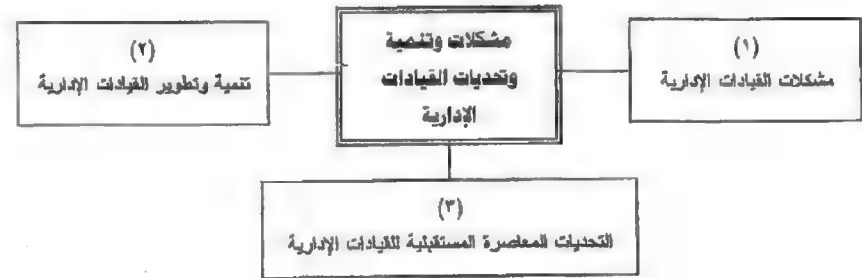 مشكلات وتنمية
وتحديات القيادات
الإدارية
(١)
مشكلات القيادات الإدارية
(٢)
تنمية وتطوير القيادات الإدارية
(٣)
التحديات المعاصرة المستقبلية للقيادات الإدارية